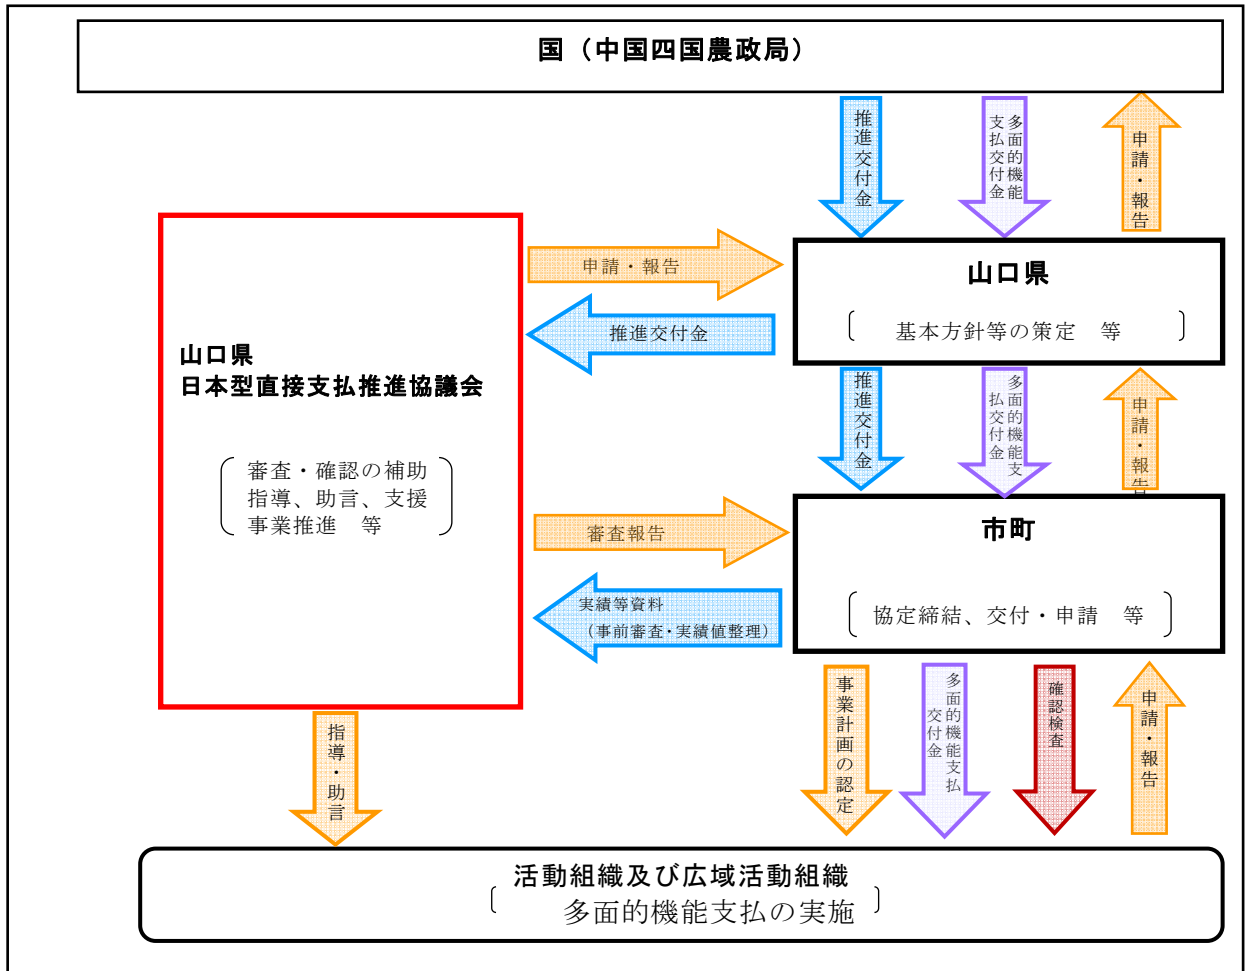 国（中国四国農政局）
推進交付金
多面的機能
支払交付金
申請・報告
申請・報告
推進交付金
山口県
基本方針等の策定　等
山口県
日本型直接支払推進協議会
審査・確認の補助
指導、助言、支援
事業推進　等
推進交付金
多面的機能支
払交付金
申請・報告
審査報告
実績等資料
（事前審査・実績値整理）
市町
協定締結、交付・申請　等
指導・助言
事業計画の認定
多面的機能支払
交付金
確認検査
申請・報告
活動組織及び広域活動組織
多面的機能支払の実施